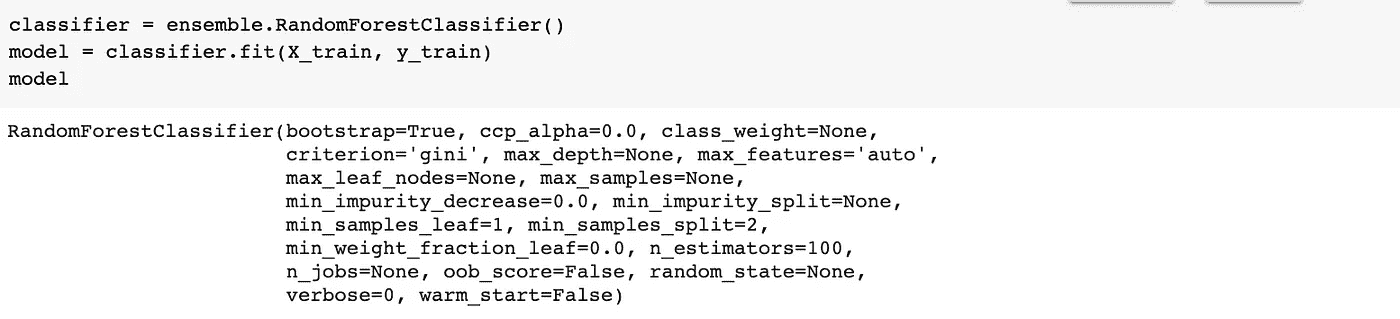 classifier = ensemble.RandomForestClassifier()
model = classifier.fit(X_train, y_train)
model
RandomForestClassifier(bootstrap=True, ccp_alpha=0.0, class_weight=None,
criterion='gini', max_depth=None, max_features='auto',
max_leaf_nodes=None, max_samples=None,
min_impurity_decrease=0.0, min_impurity_split=None,
min_samples_leaf=1, min_samples_split=2,
min_weight_fraction_leaf=0.0, n_estimators=100,
n_jobs=None, oob_score=False, random_state=None,
verbose=0, warm_start=False)